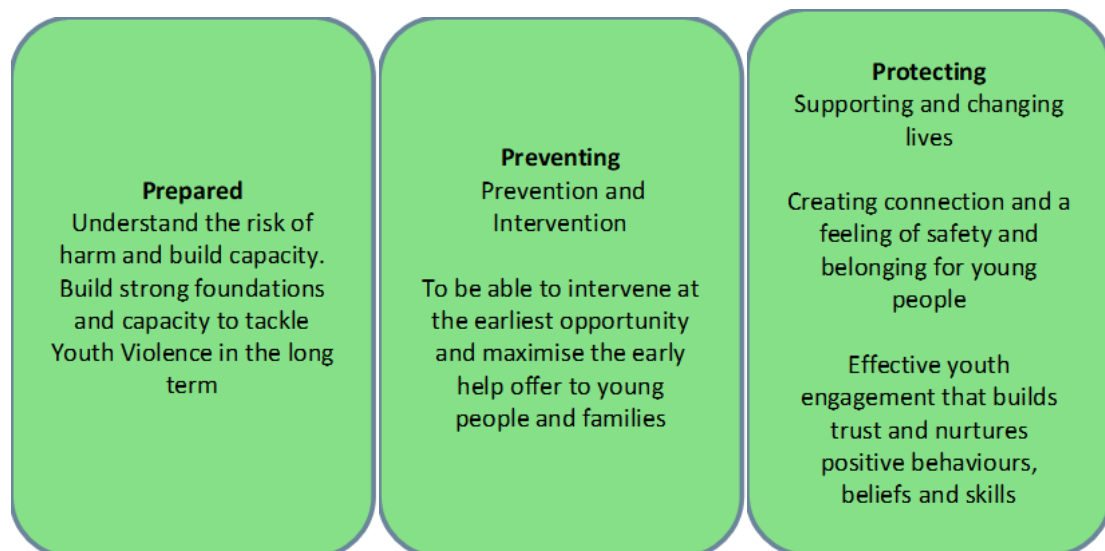 Prepared
Understand the risk of
harm and build capacity.
Build strong foundations
and capacity to tackle
Youth Violence in the long
term
Preventing
Prevention and
Intervention
To be able to intervene at
the earliest opportunity
and maximise the early
help offer to young
people and families
Protecting
Supporting and changing
lives
Creating connection and a
feeling of safety and
belonging for young
people
Effective youth
engagement that builds
trust and nurtures
positive behaviours,
beliefs and skills